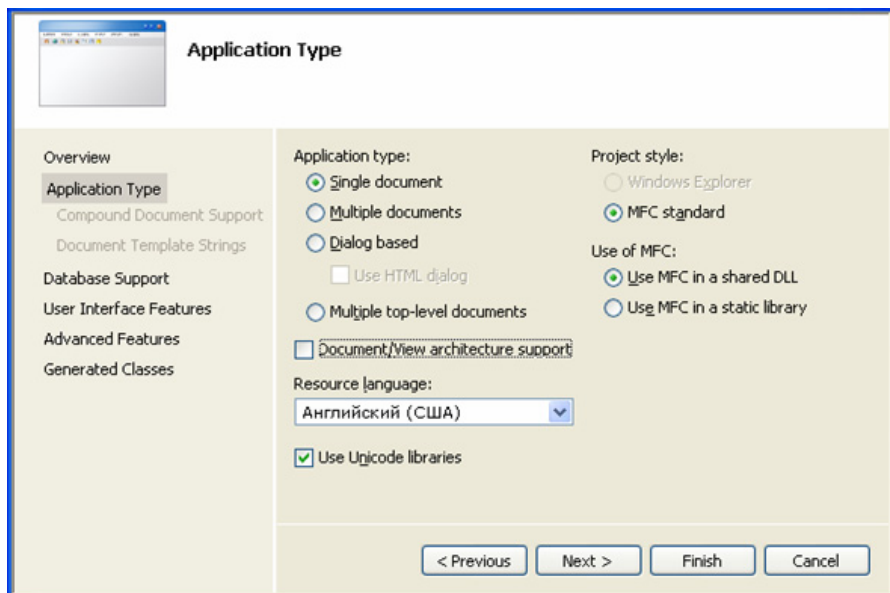 Application Type
Overview
Application Type
Compound Document Support
Document Template Strings
Database Support
User Interface Features
Advanced Features
Generated Classes
Application type:
Single document
Multiple documents
Dialog based
Use HTML dialog
Multiple top-level documents
Document/View architecture support
Resource language:
Английский (США)
Use Unicode libraries
Project style:
Windows Explorer
MFC standard
Use of MFC:
Use MFC in a shared DLL
Use MFC in a static library
< Previous
Next >
Finish
Cancel